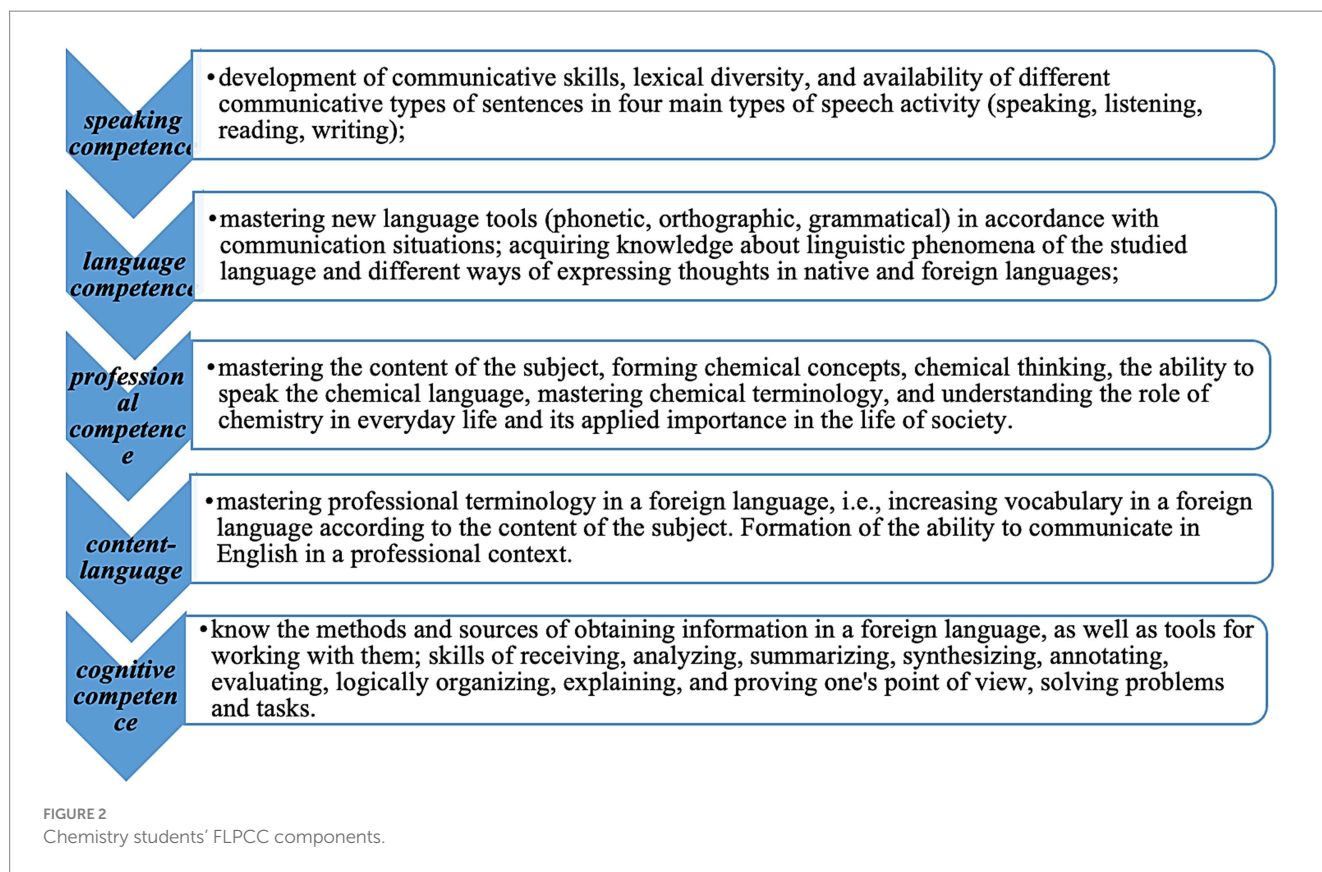 speaking
competence
•development of communicative skills, lexical diversity, and availability of different
communicative types of sentences in four main types of speech activity (speaking, listening,
reading, writing);
language
competence
•mastering new language tools (phonetic, orthographic, grammatical) in accordance with
communication situations; acquiring knowledge about linguistic phenomena of the studied
language and different ways of expressing thoughts in native and foreign languages;
profession
al
competenc
e
•mastering the content of the subject, forming chemical concepts, chemical thinking, the ability to
speak the chemical language, mastering chemical terminology, and understanding the role of
chemistry in everyday life and its applied importance in the life of society.
content-
language
•mastering professional terminology in a foreign language, i.e., increasing vocabulary in a foreign
language according to the content of the subject. Formation of the ability to communicate in
English in a professional context.
cognitive
competen
ce
•know the methods and sources of obtaining information in a foreign language, as well as tools for
working with them; skills of receiving, analyzing, summarizing, synthesizing, annotating,
evaluating, logically organizing, explaining, and proving one's point of view, solving problems
and tasks.
FIGURE 2
Chemistry students' FLPCC components.